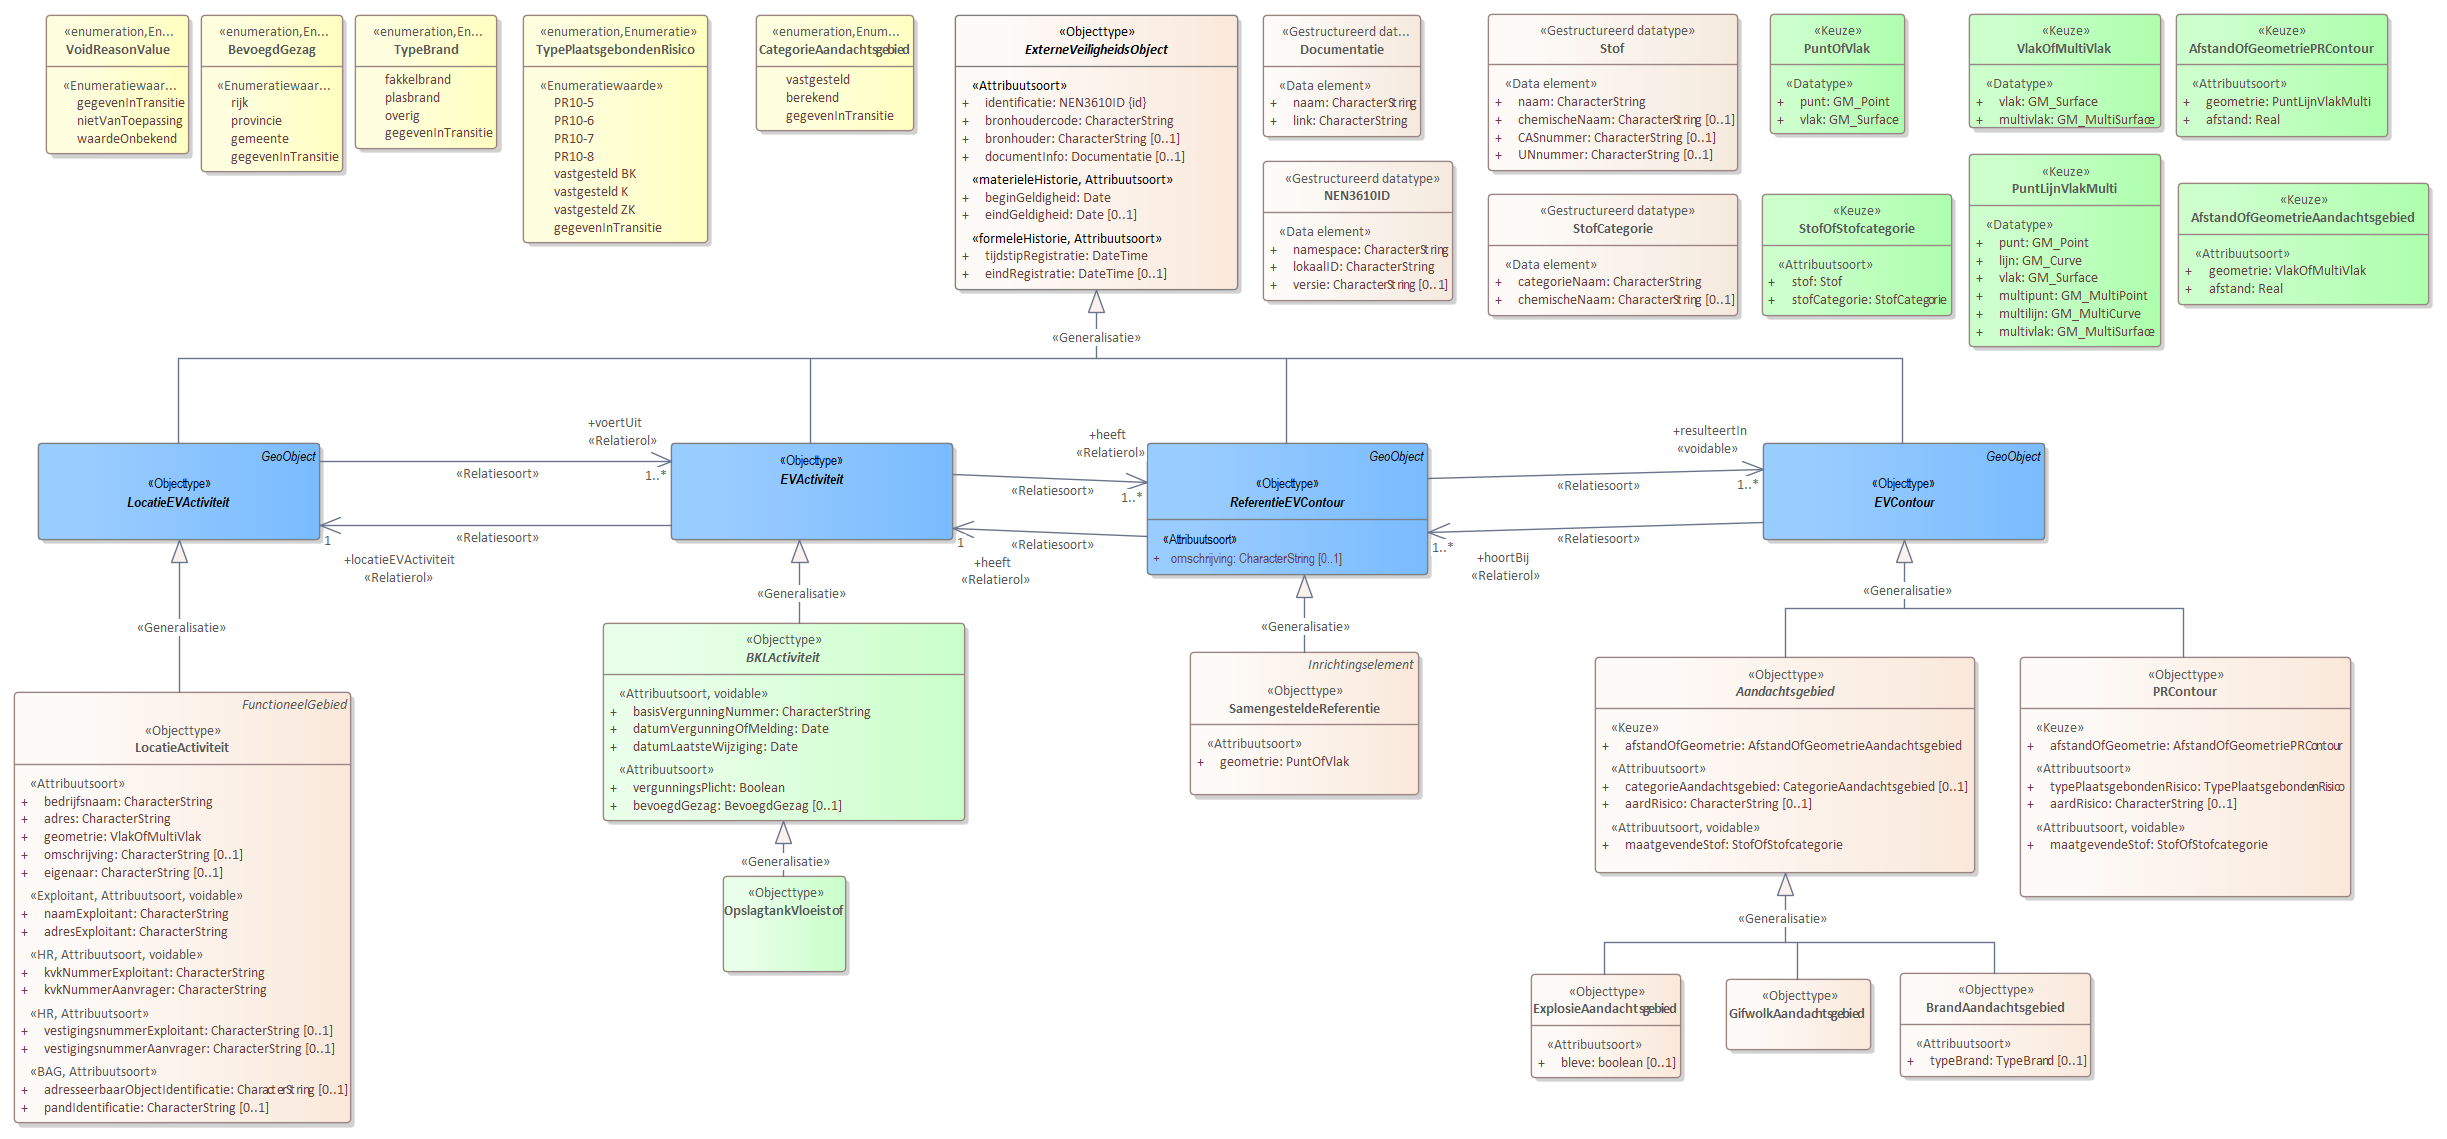 «enumeration,En...
VoidReasonValue
«Enumeratiewaar...
gegevenInTransitie
nietVanToepassing
waardeOnbekend
«enumeration,En...
BevoegdGezag
«Enumeratiewaar...
rijk
provincie
gemeente
gegevenInTransitie
«enumeration,En...
TypeBrand
fakkelbrand
plasbrand
overig
gegevenInTransitie
«enumeration,Enumeratie»
TypePlaatsgebondenRisico
«Enumeratiewaarde»
PR10-5
PR10-6
PR10-7
PR10-8
vastgesteld BK
vastgesteld K
vastgesteld ZK
gegevenInTransitie
«enumeration,Enum...
CategorieAandachtsgebied
vastgesteld
berekend
gegevenInTransitie
«Objecttype»
ExterneVeiligheidsObject
«Attribuutsoort»
+ identificatie: NEN3610ID {id}
+ bronhoudercode: CharacterString
+ bronhouder: CharacterString [0..1]
+ documentInfo: Documentatie [0..1]
«materieleHistorie, Attribuutsoort»
+ beginGeldigheid: Date
+ eindGeldigheid: Date [0..1]
«formeleHistorie, Attribuutsoort»
+ tijdstipRegistratie: DateTime
+ eindRegistratie: DateTime [0..1]
«Gestructureerd dat...
Documentatie
«Data element»
+ naam: CharacterString
+ link: CharacterString
«Gestructureerd datatype»
NEN3610ID
«Data element»
+ namespace: CharacterString
+ lokaalID: CharacterString
+ versie: CharacterString [0..1]
«Gestructureerd datatype»
Stof
«Data element»
+ naam: CharacterString
+ chemischeNaam: CharacterString [0..1]
+ CASnummer: CharacterString [0..1]
+ UNnummer: CharacterString [0..1]
«Gestructureerd datatype»
StofCategorie
«Data element»
+ categorieNaam: CharacterString
+ chemischeNaam: CharacterString [0..1]
«Keuze»
PuntOfVlak
«Datatype»
+ punt: GM_Point
+ vlak: GM_Surface
«Keuze»
StofOfStofcategorie
«Attribuutsoort»
+ stof: Stof
+ stofCategorie: StofCategorie
«Keuze»
VlakOfMultiVlak
«Datatype»
+ vlak: GM_Surface
+ multivlak: GM_MultiSurface
«Keuze»
PuntLijnVlakMulti
«Datatype»
+ punt: GM_Point
+ lijn: GM_Curve
+ vlak: GM_Surface
+ multipunt: GM_MultiPoint
+ multilijn: GM_MultiCurve
+ multivlak: GM_MultiSurface
«Keuze»
AfstandOfGeometriePRContour
«Attribuutsoort»
+ geometrie: PuntLijnVlakMulti
+ afstand: Real
«Keuze»
AfstandOfGeometrieAandachtsgebied
«Attribuutsoort»
+ geometrie: VlakOfMultiVlak
+ afstand: Real
«Generalisatie»
GeoObject
«Objecttype»
LocatieEVActiviteit
+voertUit
«Relatierol»
1..*
«Relatiesoort»
«Relatiesoort»
1
+locatieEVActiviteit
«Relatierol»
«Objecttype»
EVActiviteit
+heeft
«Relatierol»
1..*
«Relatiesoort»
«Relatiesoort»
1
+heeft
«Relatierol»
GeoObject
«Objecttype»
ReferentieEVContour
«Attribuutsoort»
+ omschrijving: CharacterString [0..1]
+resulteertIn
«voidable»
1..*
«Relatiesoort»
«Relatiesoort»
1..*
+hoortBij
«Relatierol»
GeoObject
«Objecttype»
EVContour
«Generalisatie»
FunctioneelGebied
«Objecttype»
LocatieActiviteit
«Attribuutsoort»
+ bedrijfsnaam: CharacterString
+ adres: CharacterString
+ geometrie: VlakOfMultiVlak
+ omschrijving: CharacterString [0..1]
+ eigenaar: CharacterString [0..1]
«Exploitant, Attribuutsoort, voidable»
+ naamExploitant: CharacterString
+ adresExploitant: CharacterString
«HR, Attribuutsoort, voidable»
+ kvkNummerExploitant: CharacterString
+ kvkNummerAanvrager: CharacterString
«HR, Attribuutsoort»
+ vestigingsnummerExploitant: CharacterString [0..1]
+ vestigingsnummerAanvrager: CharacterString [0..1]
«BAG, Attribuutsoort»
+ adresseerbaarObjectIdentificatie: CharacterString [0..1]
+ pandIdentificatie: CharacterString [0..1]
«Generalisatie»
«Objecttype»
BKLActiviteit
«Attribuutsoort, voidable»
+ basisVergunningNummer: CharacterString
+ datumVergunningOfMelding: Date
+ datumLaatsteWijziging: Date
«Attribuutsoort»
+ vergunningsPlicht: Boolean
+ bevoegdGezag: BevoegdGezag [0..1]
«Generalisatie»
«Objecttype»
OpslagtankVloeistof
«Generalisatie»
Inrichtingselement
«Objecttype»
SamengesteldeReferentie
«Attribuutsoort»
+ geometrie: PuntOfVlak
«Generalisatie»
«Objecttype»
Aandachtsgebied
«Keuze»
+ afstandOfGeometrie: AfstandOfGeometrieAandachtsgebied
«Attribuutsoort»
+ categorieAandachtsgebied: CategorieAandachtsgebied [0..1]
+ aardRisico: CharacterString [0..1]
«Attribuutsoort, voidable»
+ maatgevendeStof: StofOfStofcategorie
«Objecttype»
PRContour
«Keuze»
+ afstandOfGeometrie: AfstandOfGeometriePRContour
«Attribuutsoort»
+ typePlaatsgebondenRisico: TypePlaatsgebondenRisico
+ aardRisico: CharacterString [0..1]
«Attribuutsoort, voidable»
+ maatgevendeStof: StofOfStofcategorie
«Generalisatie»
«Objecttype»
ExplosieAandachtsgebied
«Attribuutsoort»
+ bleve: boolean [0..1]
«Objecttype»
GifwolkAandachtsgebied
«Objecttype»
BrandAandachtsgebied
«Attribuutsoort»
+ typeBrand: TypeBrand [0..1]